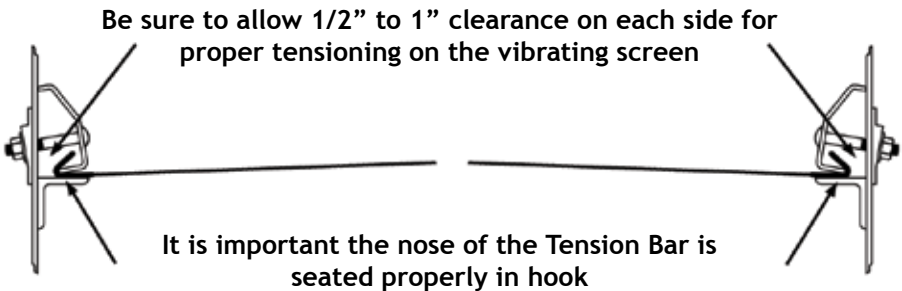 Be sure to allow 1/2” to 1” clearance on each side for
proper tensioning on the vibrating screen
It is important the nose of the Tension Bar is
seated properly in hook